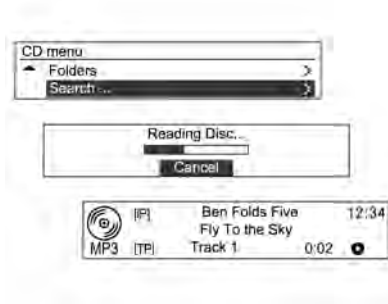 CD menu
Folders >
Search ... >
Reading Disc...
Cancel
[IP] Ben Folds Five 12:34
Fly To the Sky
MP3 [TP] Track 1 0:02